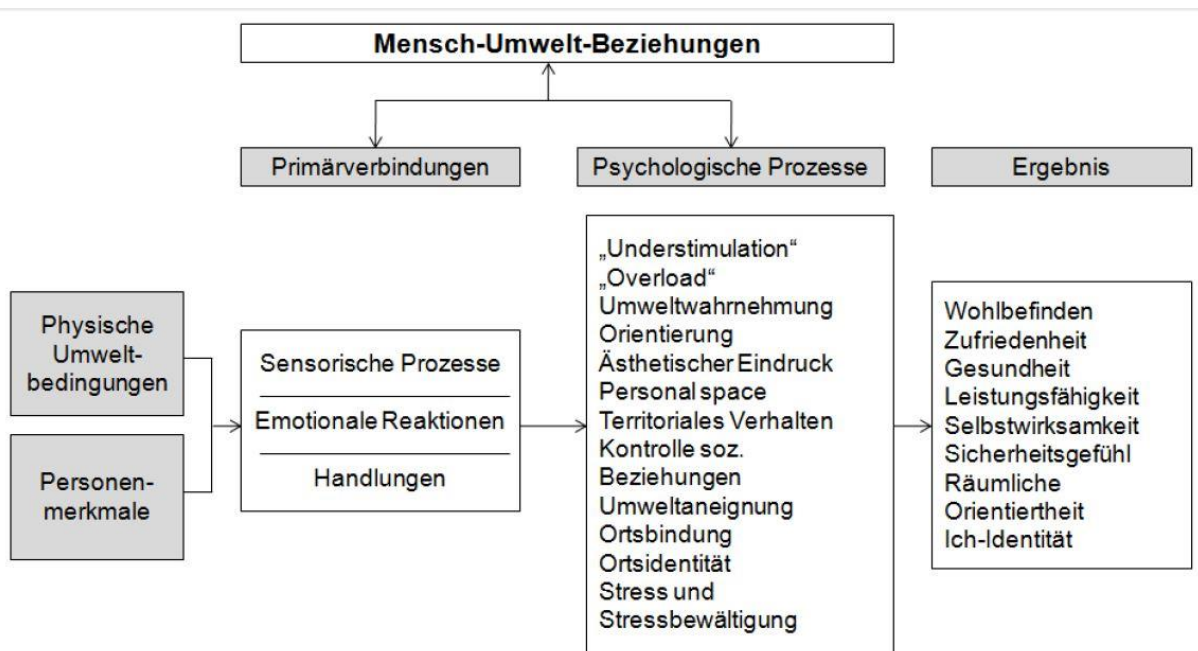 Mensch-Umwelt-Beziehungen
Primärverbindungen
Psychologische Prozesse
Ergebnis
Physische
Umwelt-
bedingungen
Personen-
merkmale
Sensorische Prozesse
Emotionale Reaktionen
Handlungen
„Understimulation“
„Overload“
Umweltwahrnehmung
Orientierung
Ästhetischer Eindruck
Personal space
Territoriales Verhalten
Kontrolle soz.
Beziehungen
Umweltaneignung
Ortsbindung
Ortsidentität
Stress und
Stressbewältigung
Wohlbefinden
Zufriedenheit
Gesundheit
Leistungsfähigkeit
Selbstwirksamkeit
Sicherheitsgefühl
Räumliche
Orientiertheit
Ich-Identität